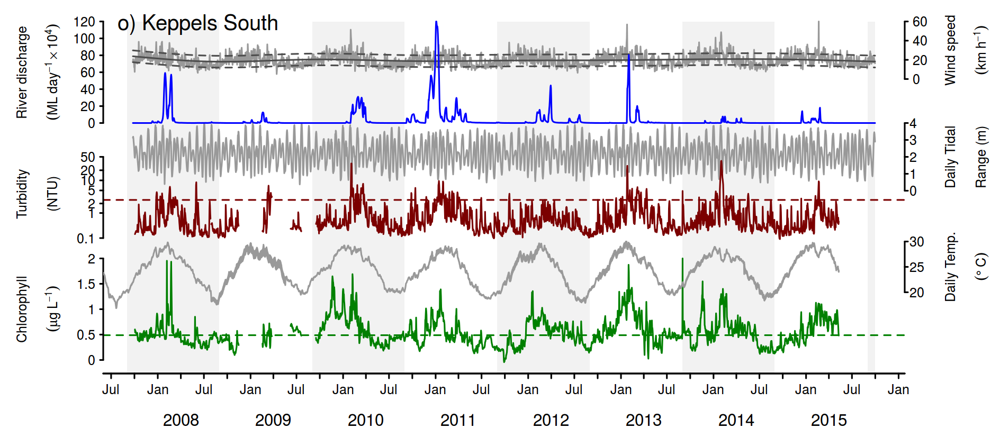 o) Keppels South
River discharge
(ML day⁻¹ × 10⁴)
120
100
80
60
40
20
0
Wind speed
(km h⁻¹)
60
40
20
0
Daily Tidal
Range (m)
4
3
2
1
0
Turbidity
(NTU)
50
20
10
5
2
1
0.1
Daily Temp.
(° C)
30
25
20
Chlorophyll
(µg L⁻¹)
2
1.5
1
0.5
0
Jul Jan Jul Jan Jul Jan Jul Jan Jul Jan Jul Jan Jul Jan Jul Jan Jul Jan
2008 2009 2010 2011 2012 2013 2014 2015